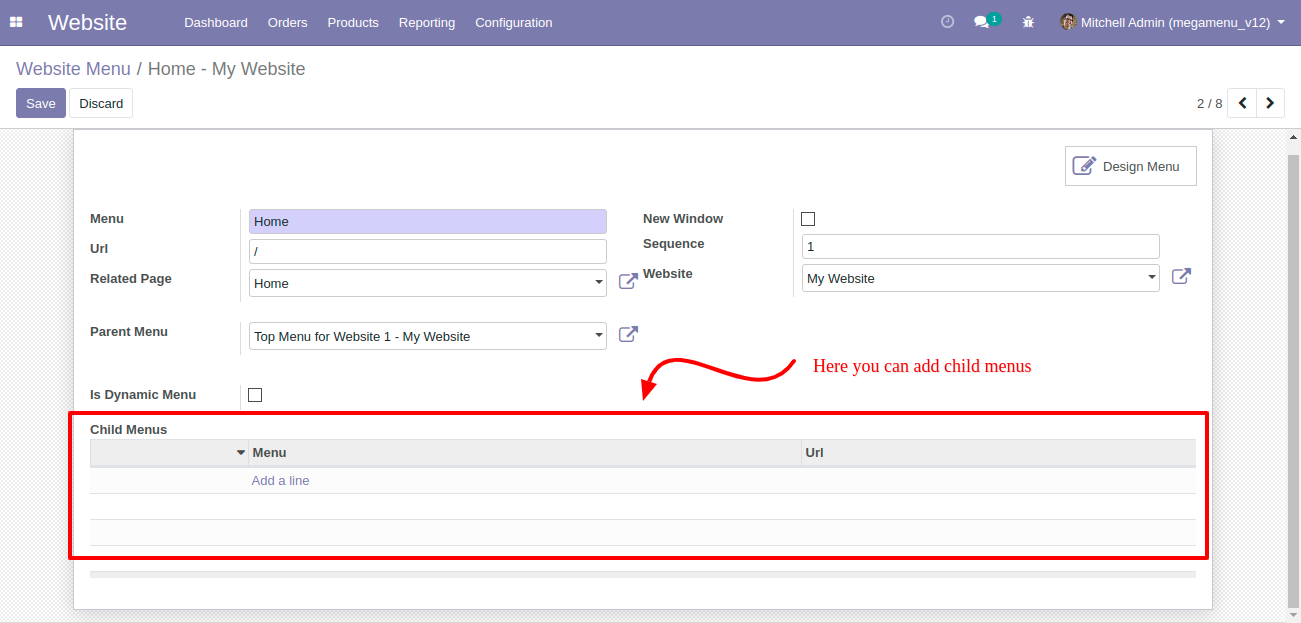 Website Dashboard Orders Products Reporting Configuration 1 Mitchell Admin (megamenu_v12)
Website Menu / Home - My Website
Save Discard 2 / 8
Design Menu
Menu Home New Window
Url / Sequence 1
Related Page Home Website My Website
Parent Menu Top Menu for Website 1 - My Website
Here you can add child menus
Is Dynamic Menu
Child Menus
Menu Url
Add a line